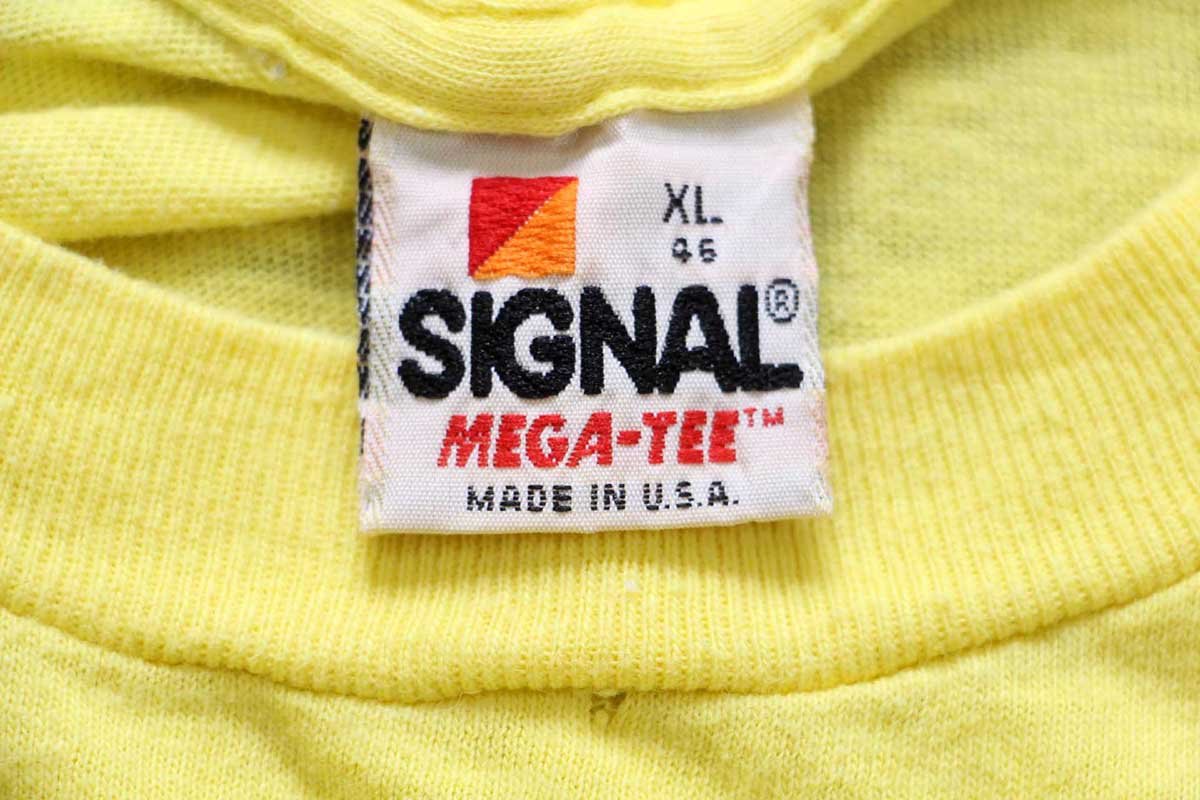 XL
46
SIGNAL®
MEGA-TEE™
MADE IN U.S.A.